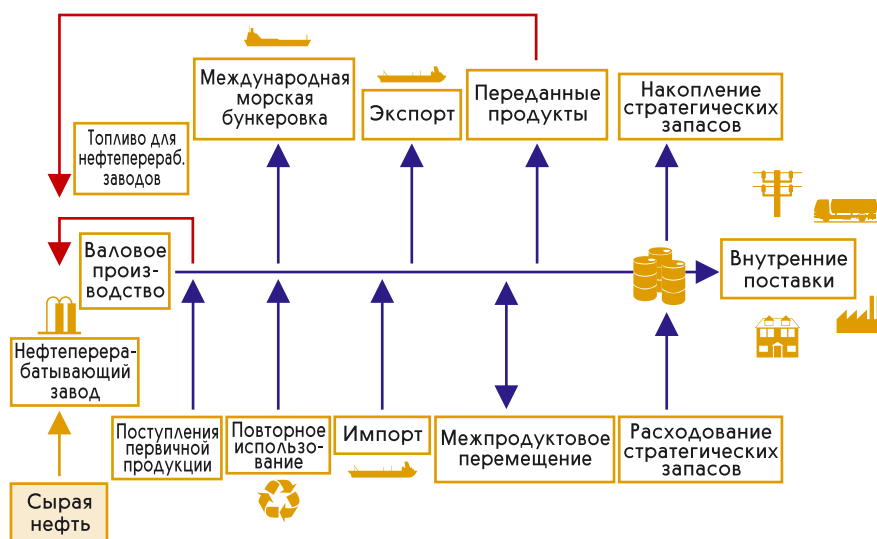 Международная
морская
бункеровка
Экспорт
Переданные
продукты
Накопление
стратегических
запасов
Топливо для
нефтеперераб.
заводов
Валовое
произ-
водство
Внутренние
поставки
Нефтеперера-
батывающий
завод
Поступления
первичной
продукции
Повторное
использо-
вание
Импорт
Межпродуктовое
перемещение
Расходование
стратегических
запасов
Сырая
нефть